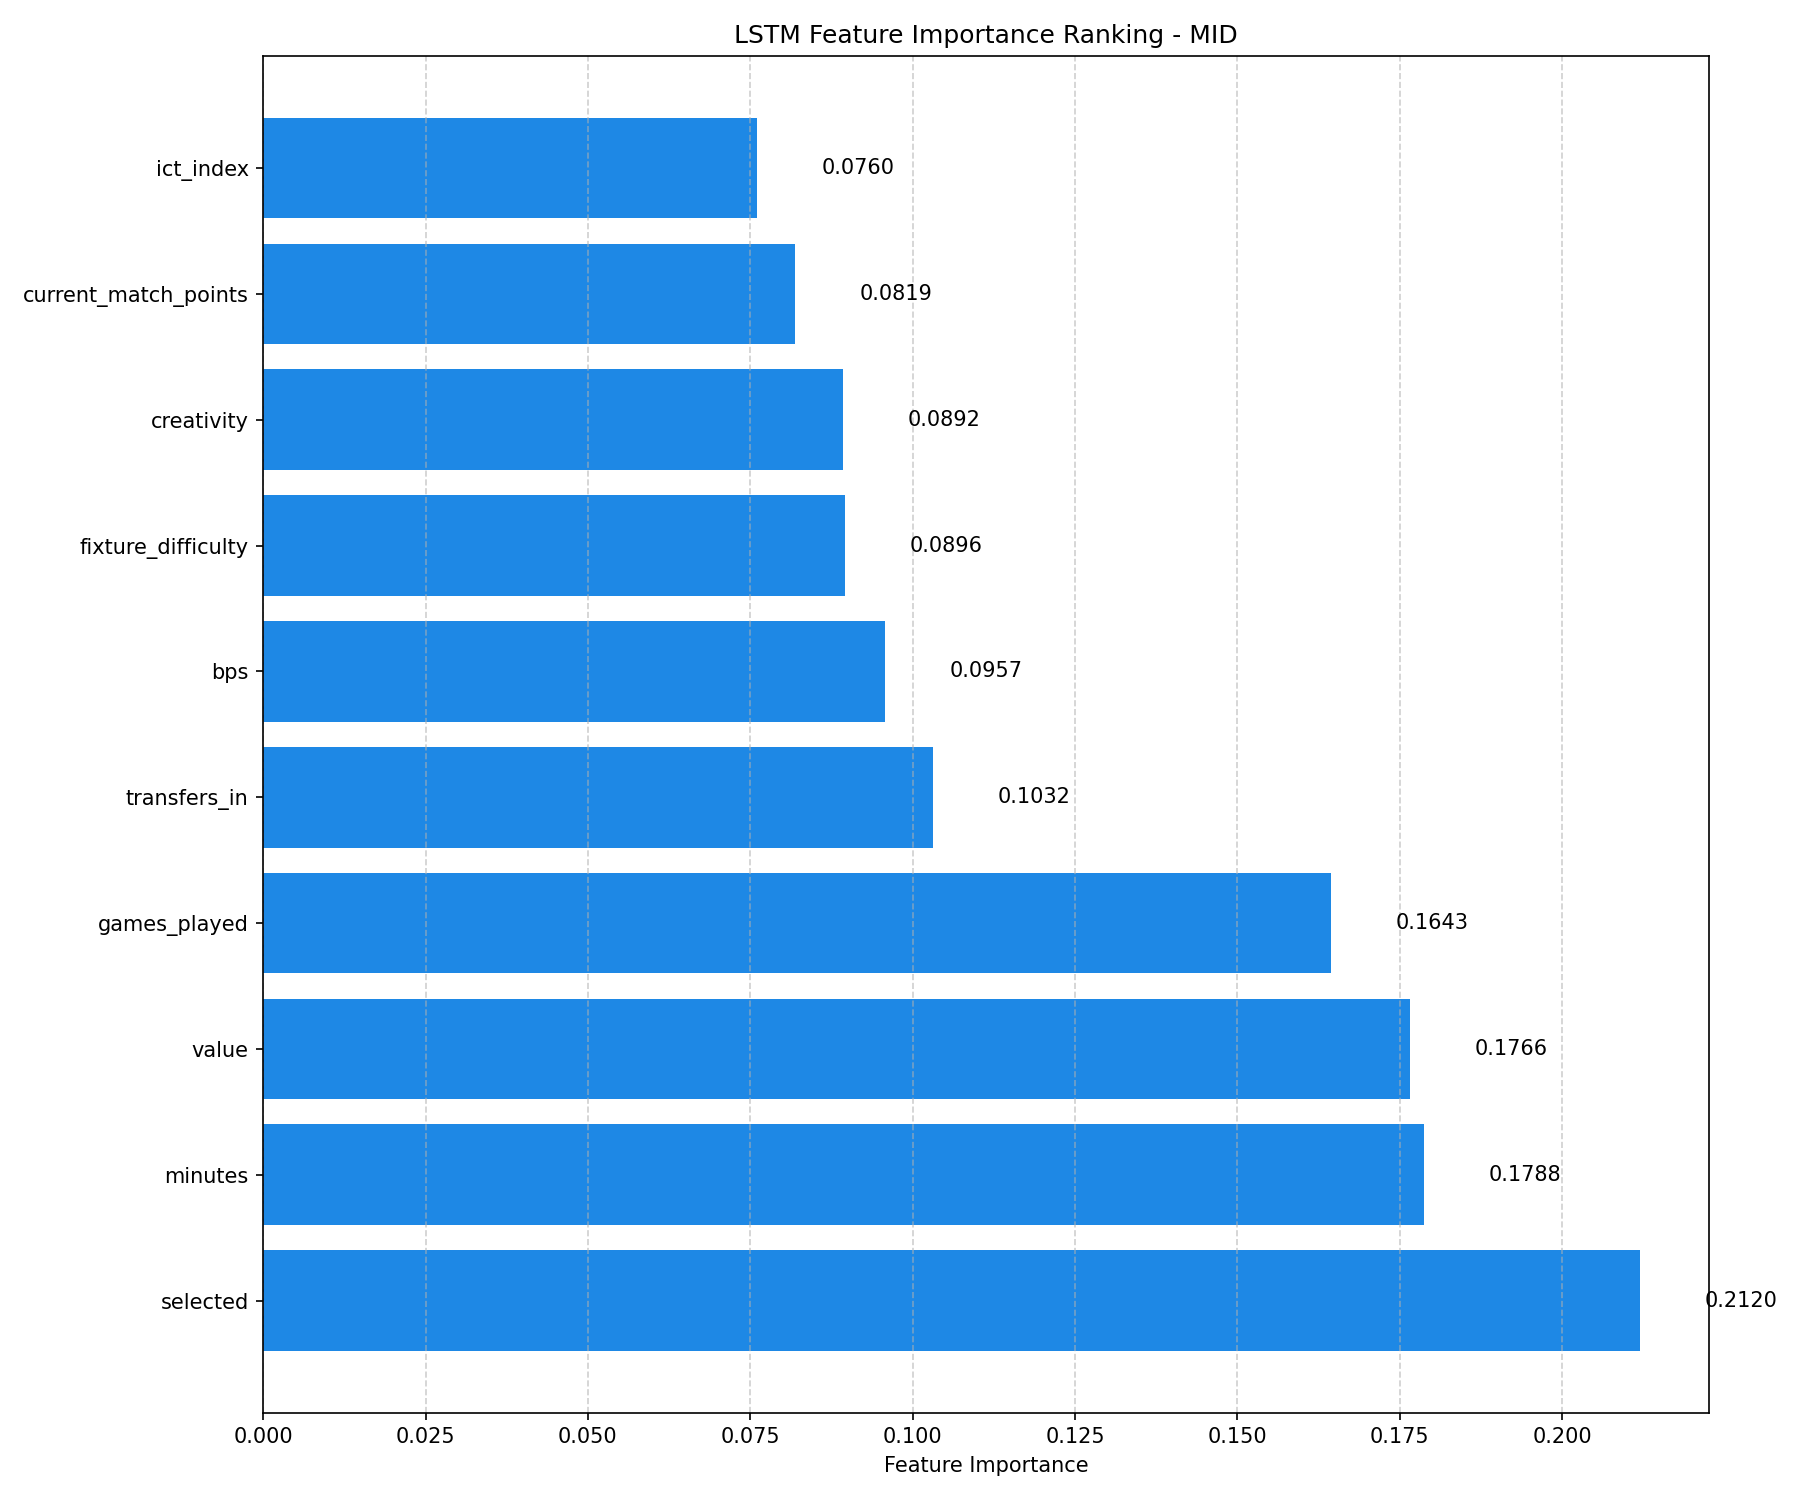 LSTM Feature Importance Ranking - MID
ict_index 0.0760
current_match_points 0.0819
creativity 0.0892
fixture_difficulty 0.0896
bps 0.0957
transfers_in 0.1032
games_played 0.1643
value 0.1766
minutes 0.1788
selected 0.2120
0.000 0.025 0.050 0.075 0.100 0.125 0.150 0.175 0.200
Feature Importance